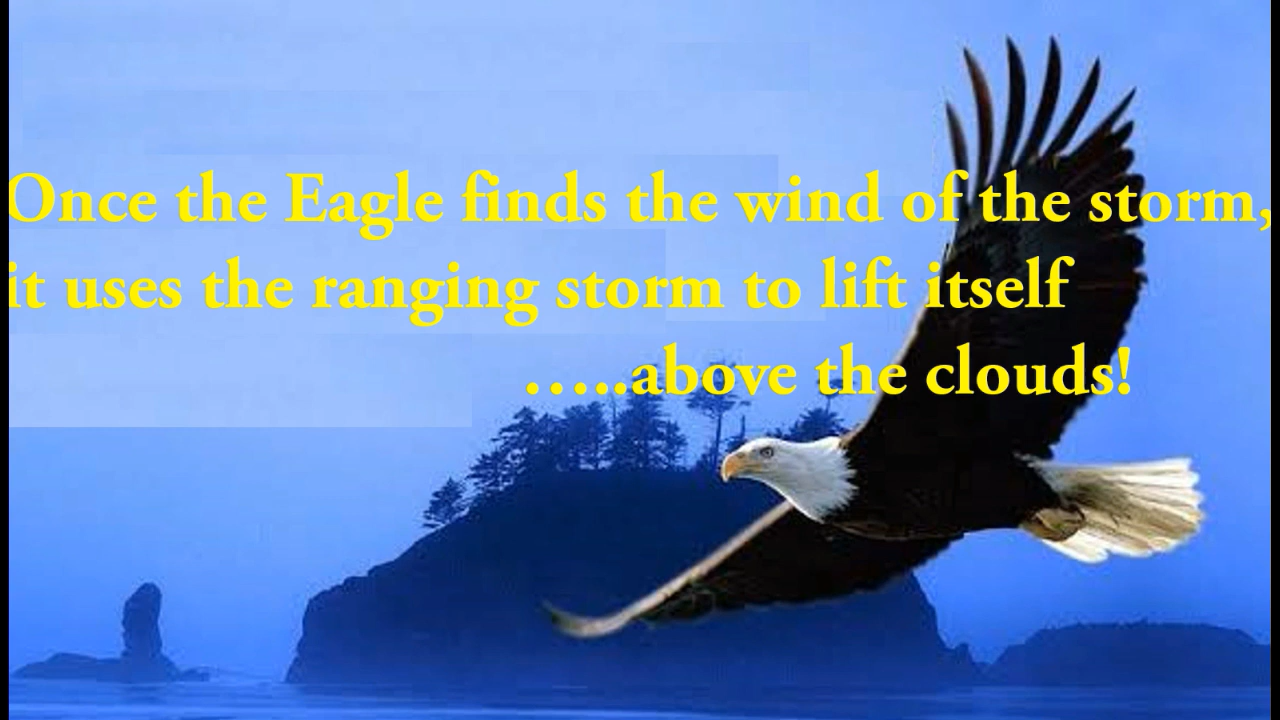 Once the Eagle finds the wind of the storm,
it uses the ranging storm to lift itself
…..above the clouds!